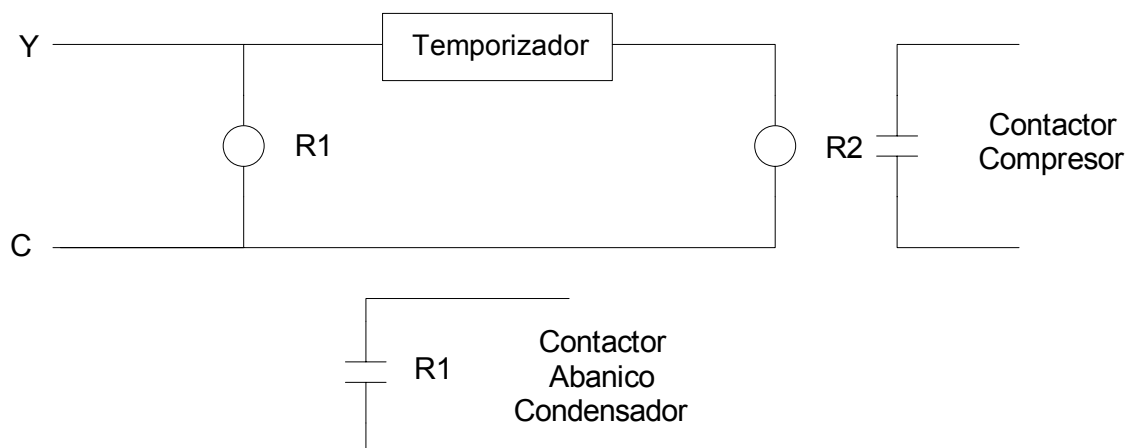 Y
Temporizador
R1
R2
Contactor
Compresor
C
R1
Contactor
Abanico
Condensador